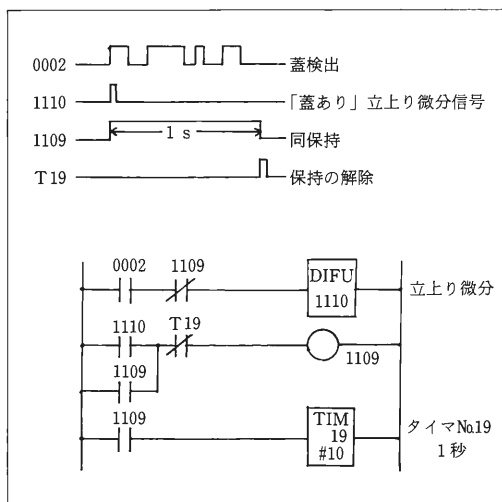 0002 蓋検出
1110 「蓋あり」立上り微分信号
1109 1 s 同保持
T19 保持の解除
0002 1109 DIFU 1110 立上り微分
1110 T19 1109
1109
1109 TIM 19 #10 タイマNo.19 1秒